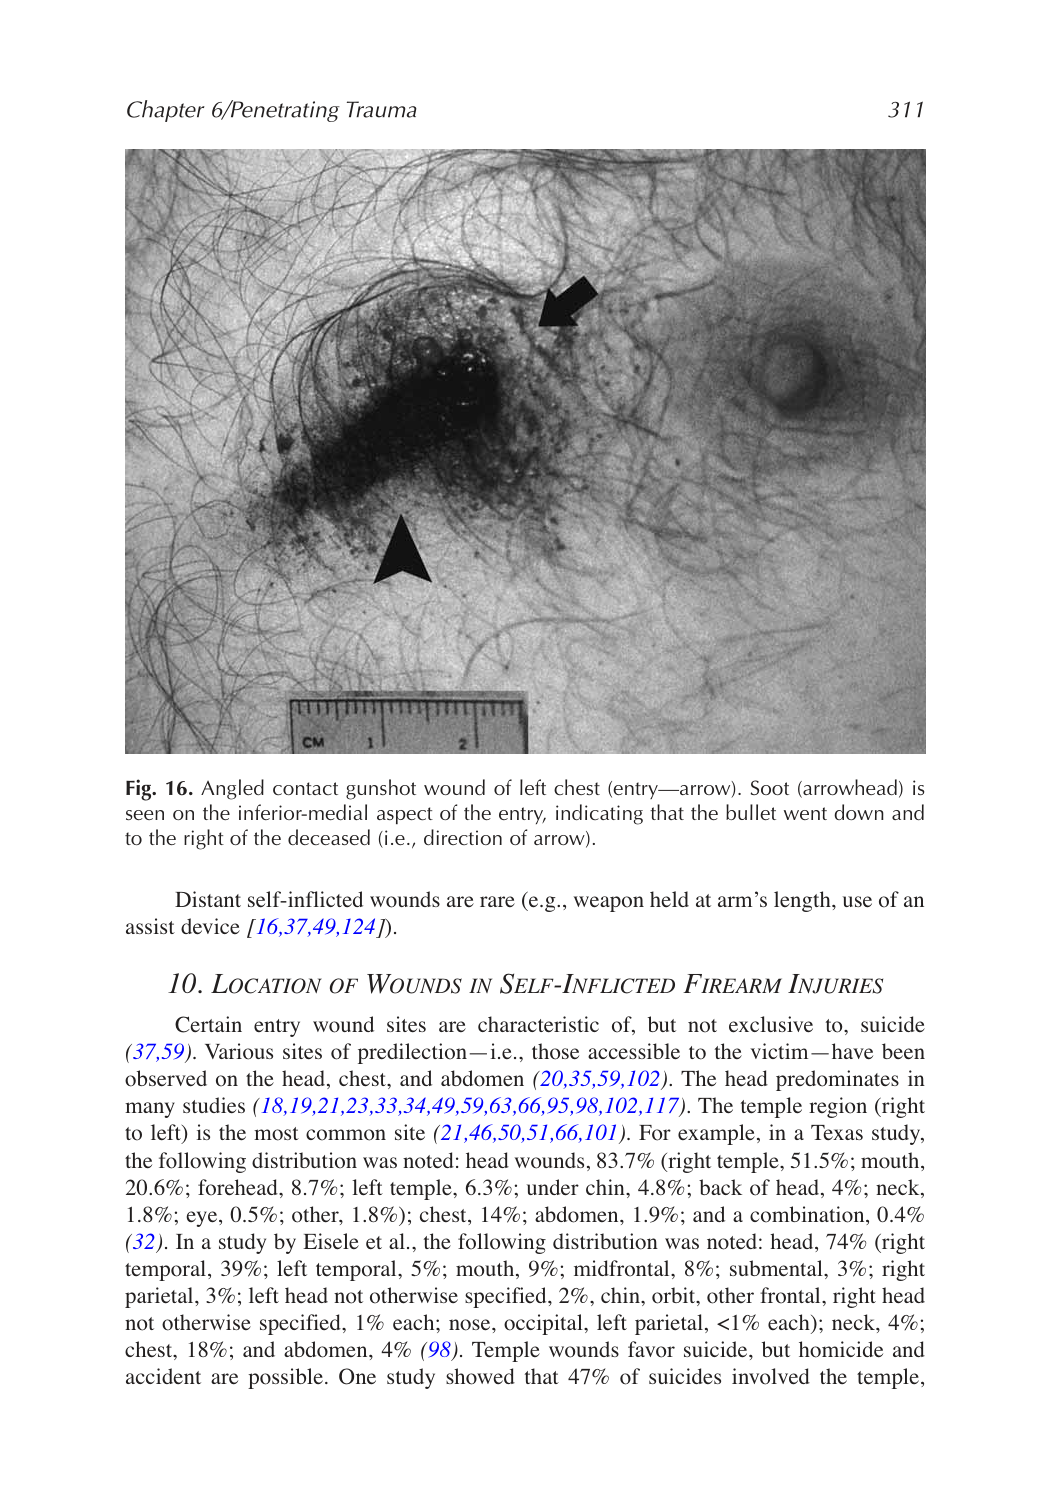 Chapter 6/Penetrating Trauma 311
CM 1 2
Fig. 16. Angled contact gunshot wound of left chest (entry—arrow). Soot (arrowhead) is
seen on the inferior-medial aspect of the entry, indicating that the bullet went down and
to the right of the deceased (i.e., direction of arrow).
Distant self-inflicted wounds are rare (e.g., weapon held at arm’s length, use of an
assist device [16,37,49,124]).
10. Location of Wounds in Self-Inflicted Firearm Injuries
Certain entry wound sites are characteristic of, but not exclusive to, suicide
(37,59). Various sites of predilection—i.e., those accessible to the victim—have been
observed on the head, chest, and abdomen (20,35,59,102). The head predominates in
many studies (18,19,21,23,33,34,49,59,63,66,95,98,102,117). The temple region (right
to left) is the most common site (21,46,50,51,66,101). For example, in a Texas study,
the following distribution was noted: head wounds, 83.7% (right temple, 51.5%; mouth,
20.6%; forehead, 8.7%; left temple, 6.3%; under chin, 4.8%; back of head, 4%; neck,
1.8%; eye, 0.5%; other, 1.8%); chest, 14%; abdomen, 1.9%; and a combination, 0.4%
(32). In a study by Eisele et al., the following distribution was noted: head, 74% (right
temporal, 39%; left temporal, 5%; mouth, 9%; midfrontal, 8%; submental, 3%; right
parietal, 3%; left head not otherwise specified, 2%, chin, orbit, other frontal, right head
not otherwise specified, 1% each; nose, occipital, left parietal, <1% each); neck, 4%;
chest, 18%; and abdomen, 4% (98). Temple wounds favor suicide, but homicide and
accident are possible. One study showed that 47% of suicides involved the temple,